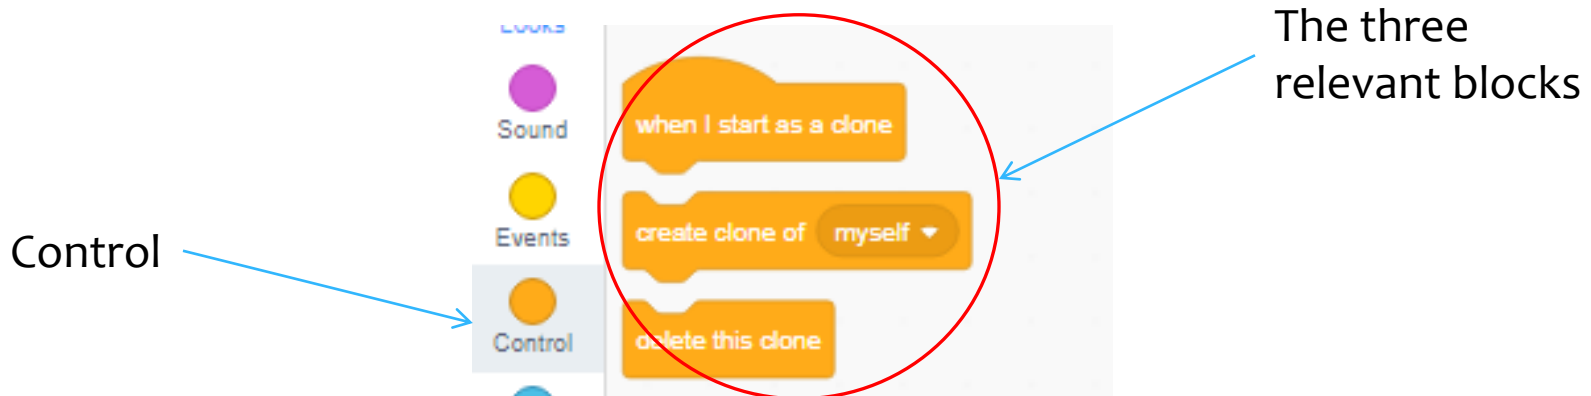 The three
relevant blocks
Looks
Sound
when I start as a clone
Events
create clone of myself
Control
Control
delete this clone